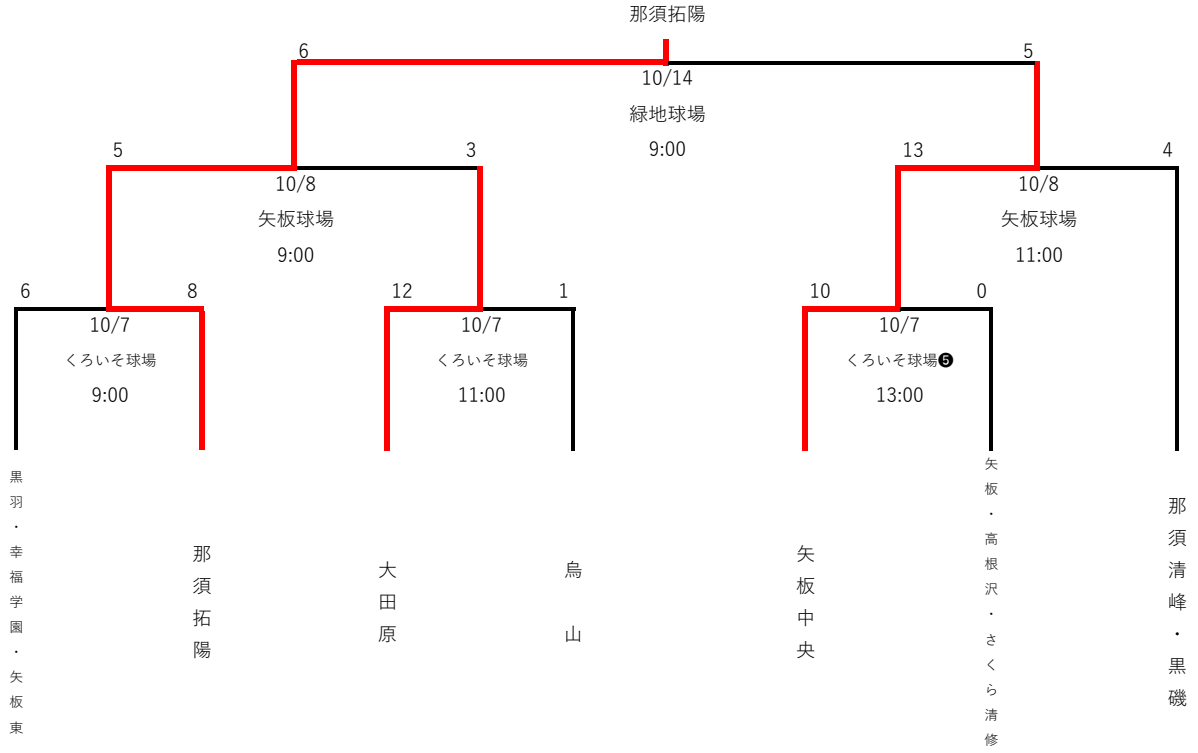 那須拓陽
6
5
10/14
緑地球場
9:00
5
3
13
4
10/8
矢板球場
9:00
10/8
矢板球場
11:00
6
8
12
1
10
0
10/7
くろいそ球場
9:00
10/7
くろいそ球場
11:00
10/7
くろいそ球場❺
13:00
黒羽・幸福学園・矢板東
那須拓陽
大田原
烏山
矢板中央
矢板・高根沢・さくら清修
那須清峰・黒磯